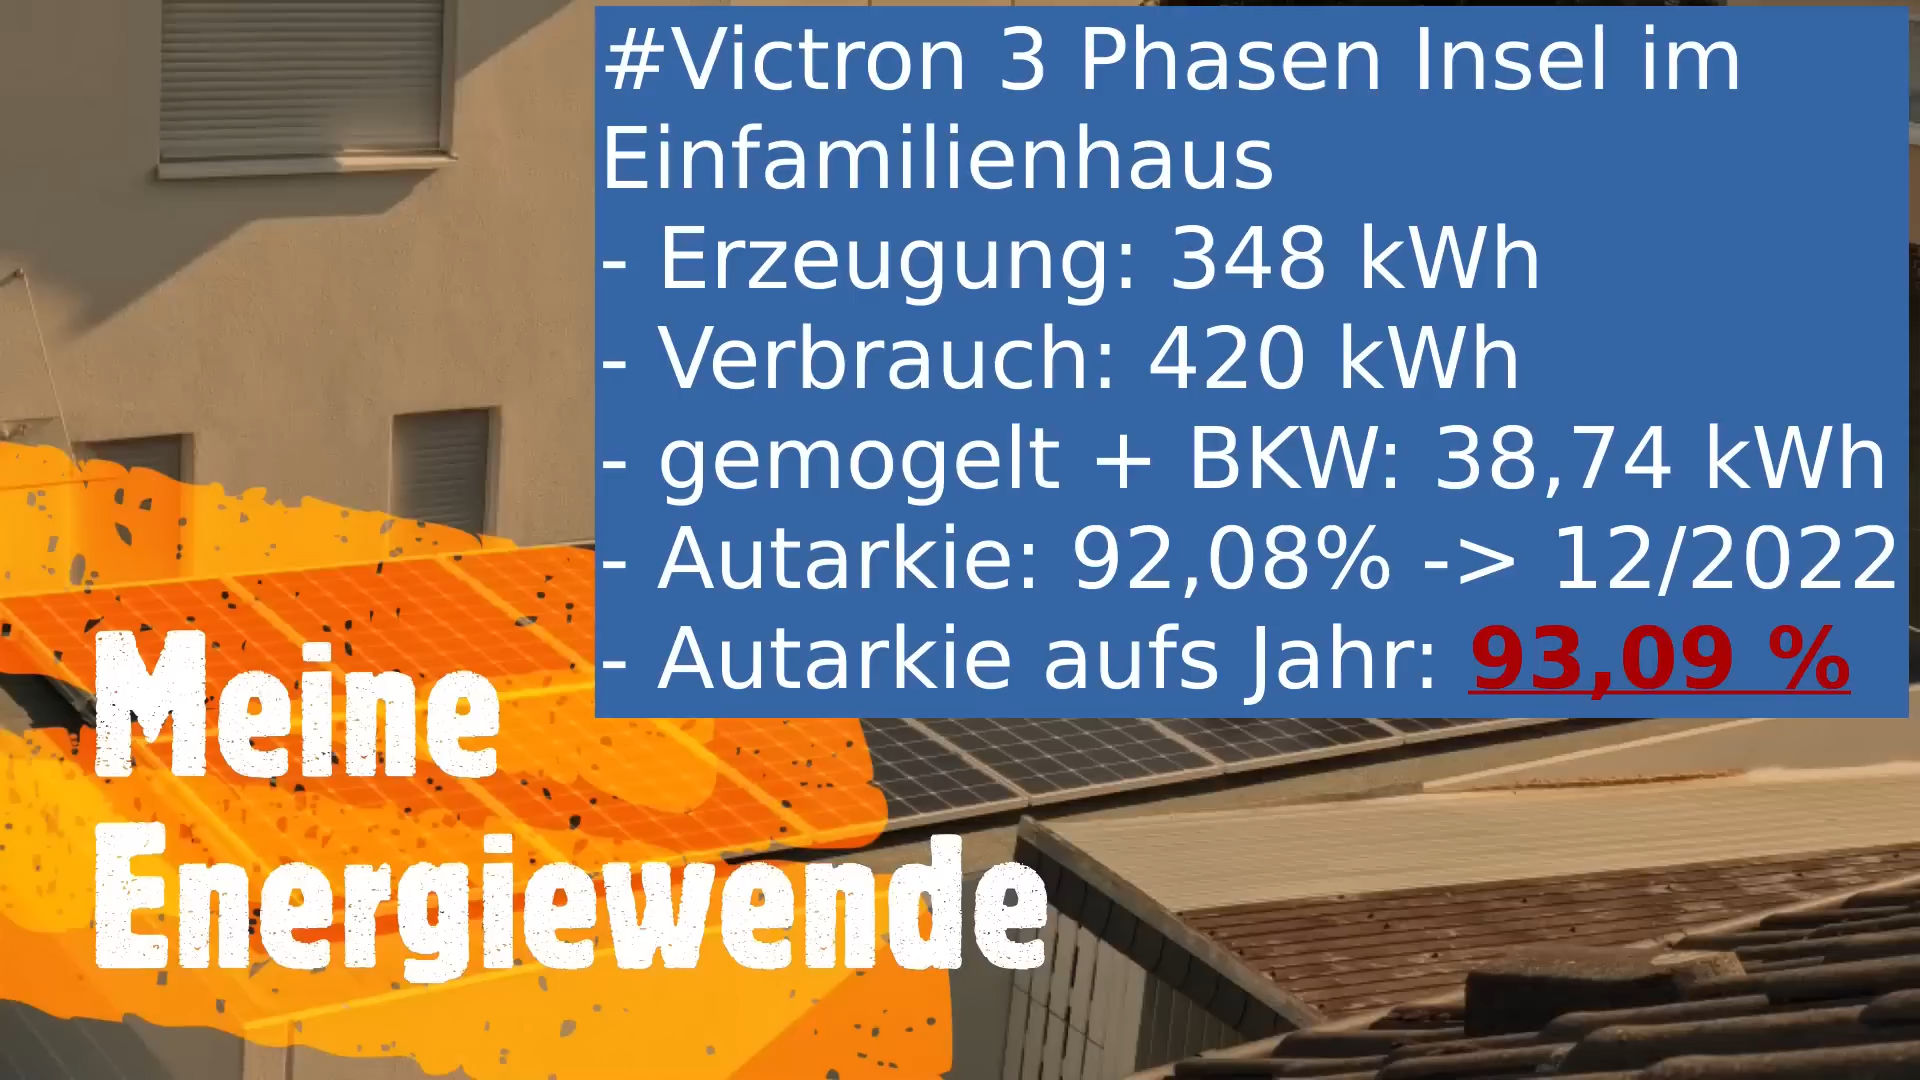 #Victron 3 Phasen Insel im
Einfamilienhaus
- Erzeugung: 348 kWh
- Verbrauch: 420 kWh
- gemogelt + BKW: 38,74 kWh
- Autarkie: 92,08% -> 12/2022
- Autarkie aufs Jahr: 93,09 %
Meine
Energiewende